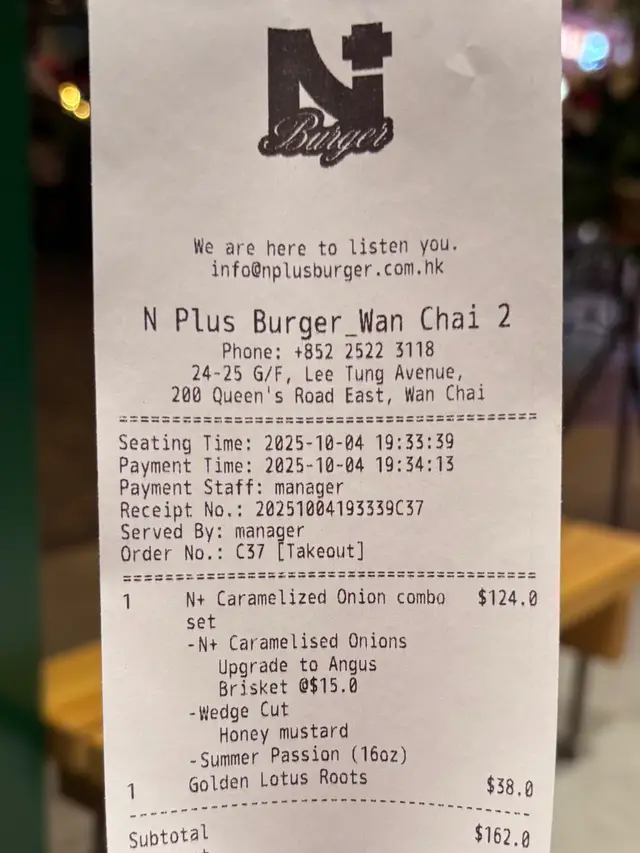 N+
Burger
We are here to listen you.
info@nplusburger.com.hk
N Plus Burger_Wan Chai 2
Phone: +852 2522 3118
24-25 G/F, Lee Tung Avenue,
200 Queen's Road East, Wan Chai
==========================================
Seating Time: 2025-10-04 19:33:39
Payment Time: 2025-10-04 19:34:13
Payment Staff: manager
Receipt No.: 20251004193339C37
Served By: manager
Order No.: C37 [Takeout]
==========================================
1 N+ Caramelized Onion combo $124.0
set
-N+ Caramelised Onions
Upgrade to Angus
Brisket @$15.0
-Wedge Cut
Honey mustard
-Summer Passion (16oz)
1 Golden Lotus Roots $38.0
------------------------------------------
Subtotal $162.0